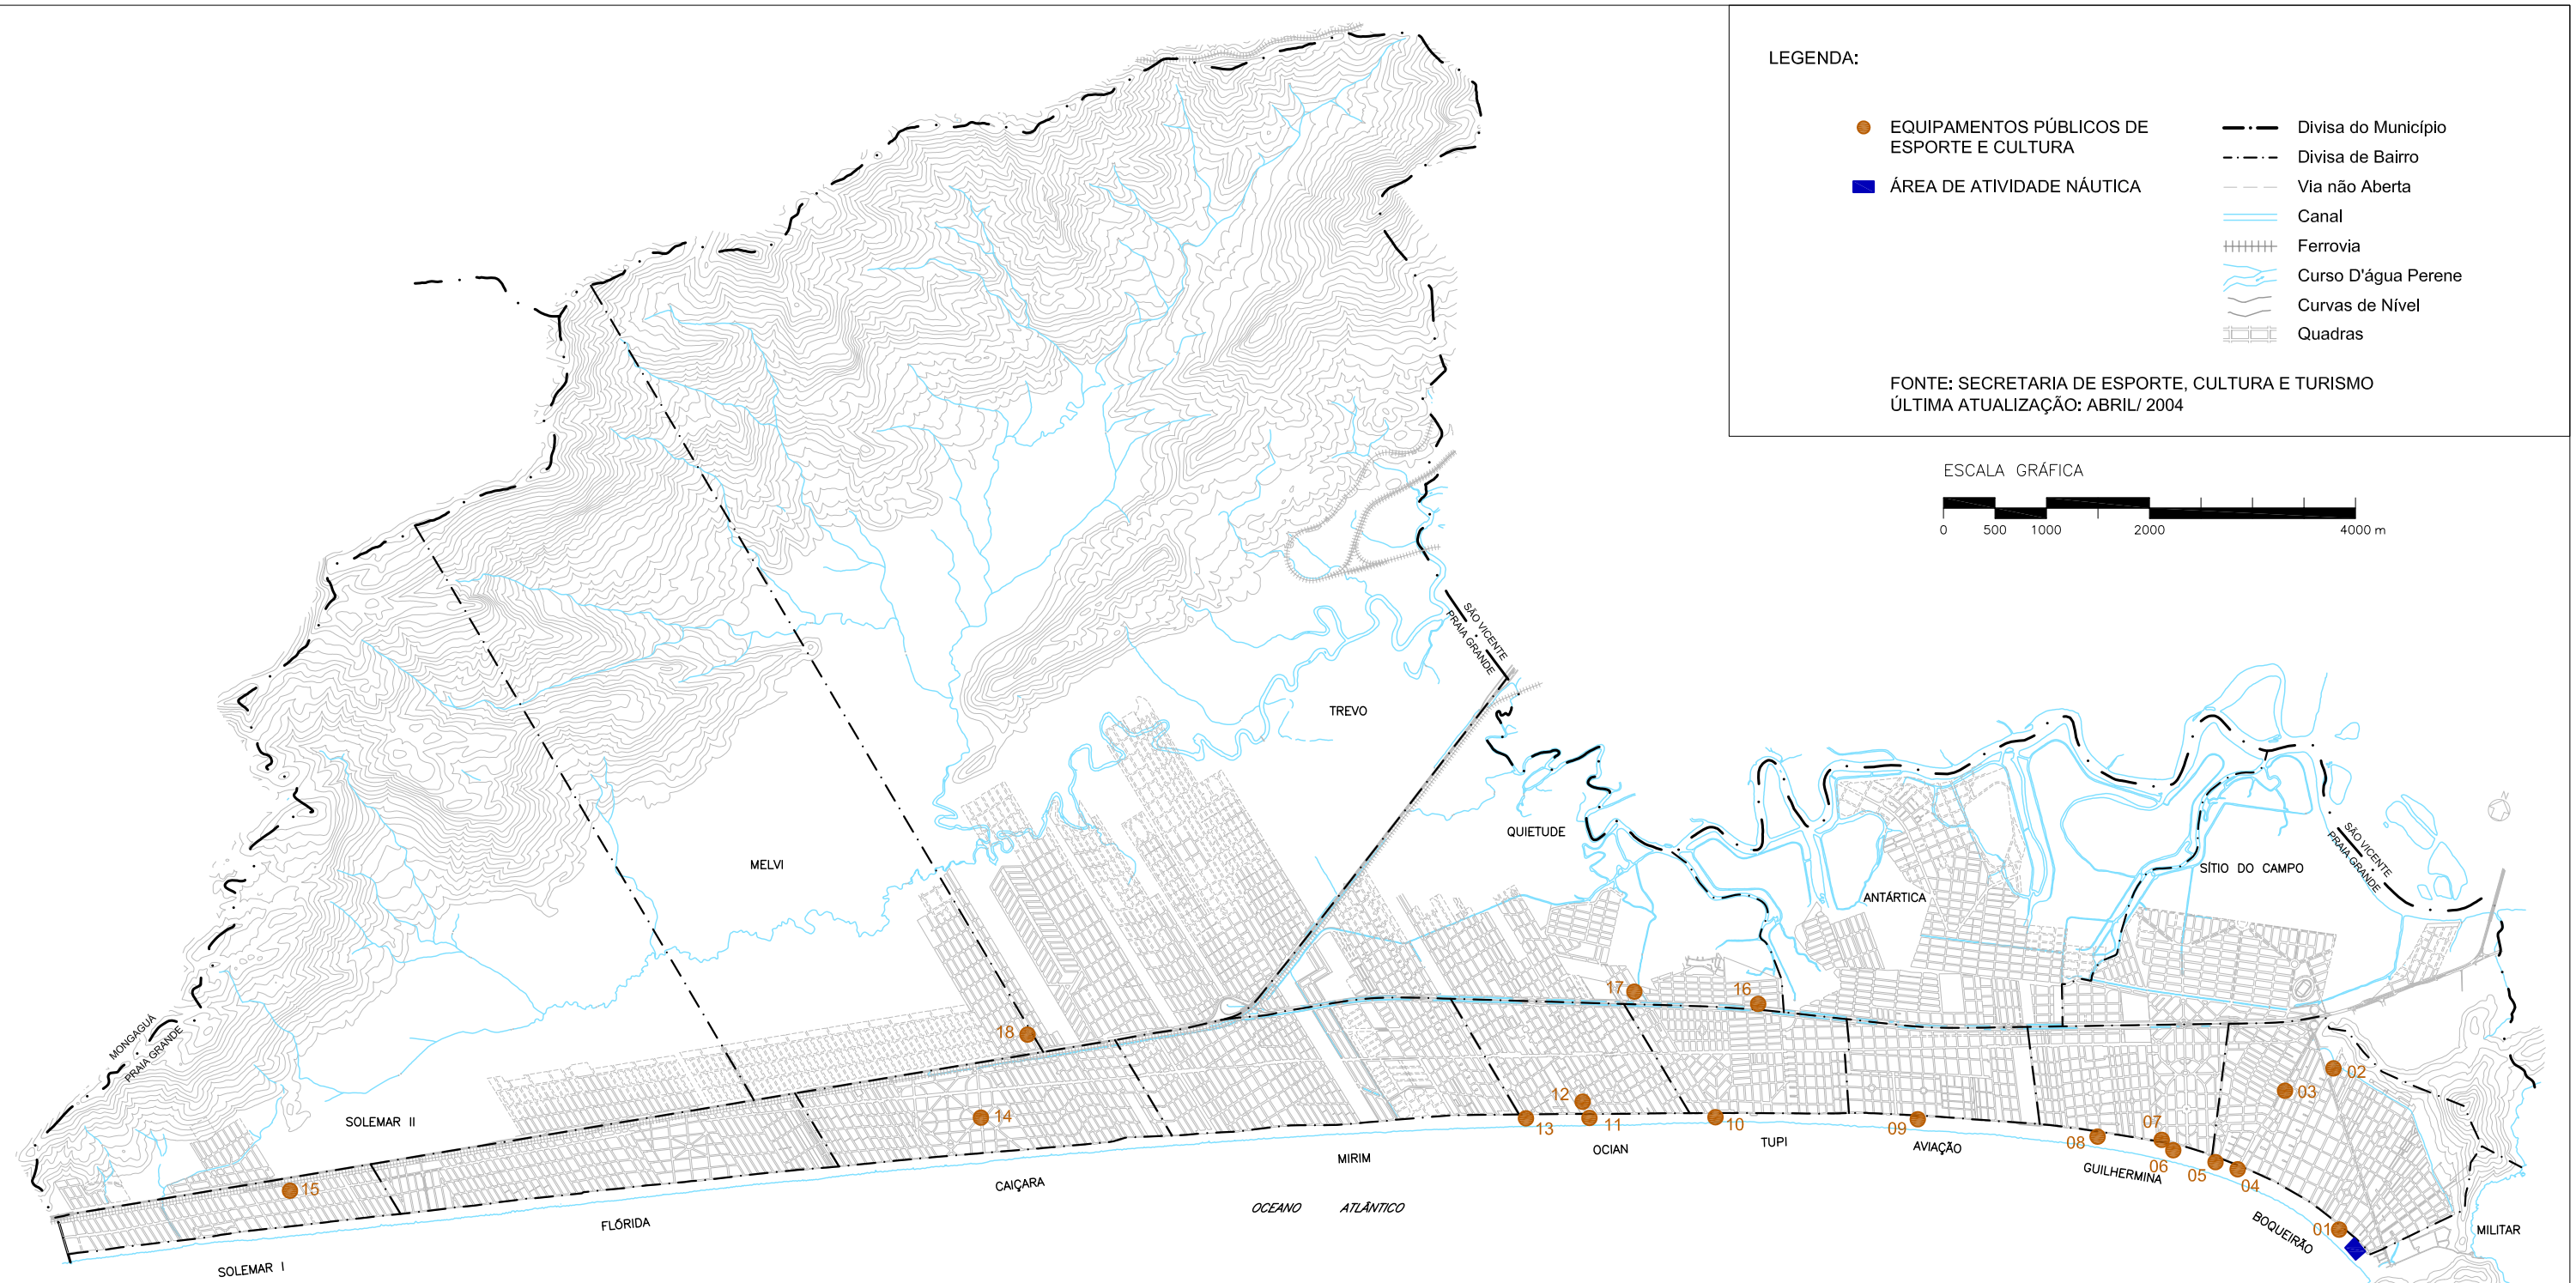 LEGENDA:
EQUIPAMENTOS PÚBLICOS DE
ESPORTE E CULTURA
ÁREA DE ATIVIDADE NÁUTICA
Divisa do Município
Divisa de Bairro
Via não Aberta
Canal
Ferrovia
Curso D'água Perene
Curvas de Nível
Quadras
FONTE: SECRETARIA DE ESPORTE, CULTURA E TURISMO
ÚLTIMA ATUALIZAÇÃO: ABRIL/ 2004
ESCALA GRÁFICA
0 500 1000 2000 4000 m
SÃO VICENTE
PRAIA GRANDE
TREVO
QUIETUDE
MELVI
ANTÁRTICA
SÍTIO DO CAMPO
SÃO VICENTE
PRAIA GRANDE
N
MONGAGUÁ
PRAIA GRANDE
17
16
18
02
03
12
14
13
11
10
09
08
07
06
05
04
15
01
SOLEMAR II
OCIAN
TUPI
AVIAÇÃO
MIRIM
GUILHERMINA
CAIÇARA
OCEANO ATLÂNTICO
FLÓRIDA
BOQUEIRÃO
MILITAR
SOLEMAR I